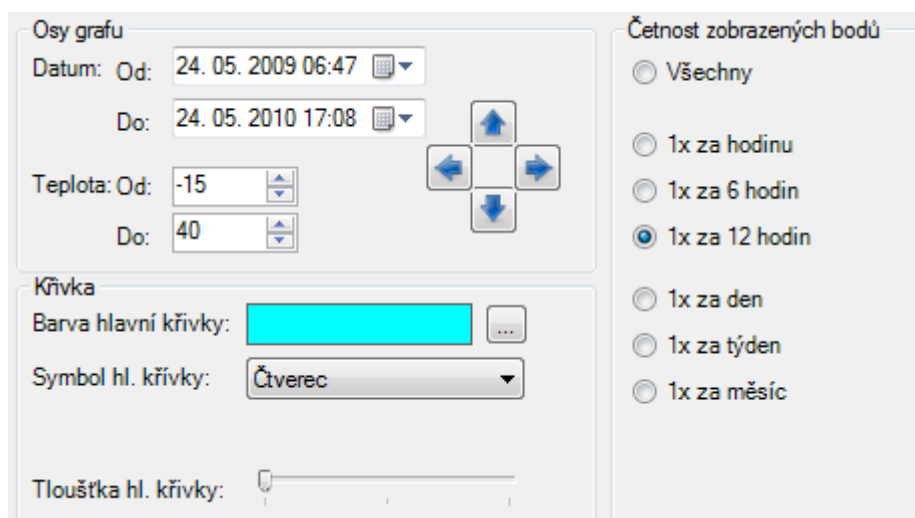 Osy grafu
Datum: Od: 24. 05. 2009 06:47
Do: 24. 05. 2010 17:08
Teplota: Od: -15
Do: 40
Křivka
Barva hlavní křivky: ...
Symbol hl. křívky: Čtverec
Tloušťka hl. křivky:
Četnost zobrazených bodů
Všechny
1x za hodinu
1x za 6 hodin
1x za 12 hodin
1x za den
1x za týden
1x za měsíc